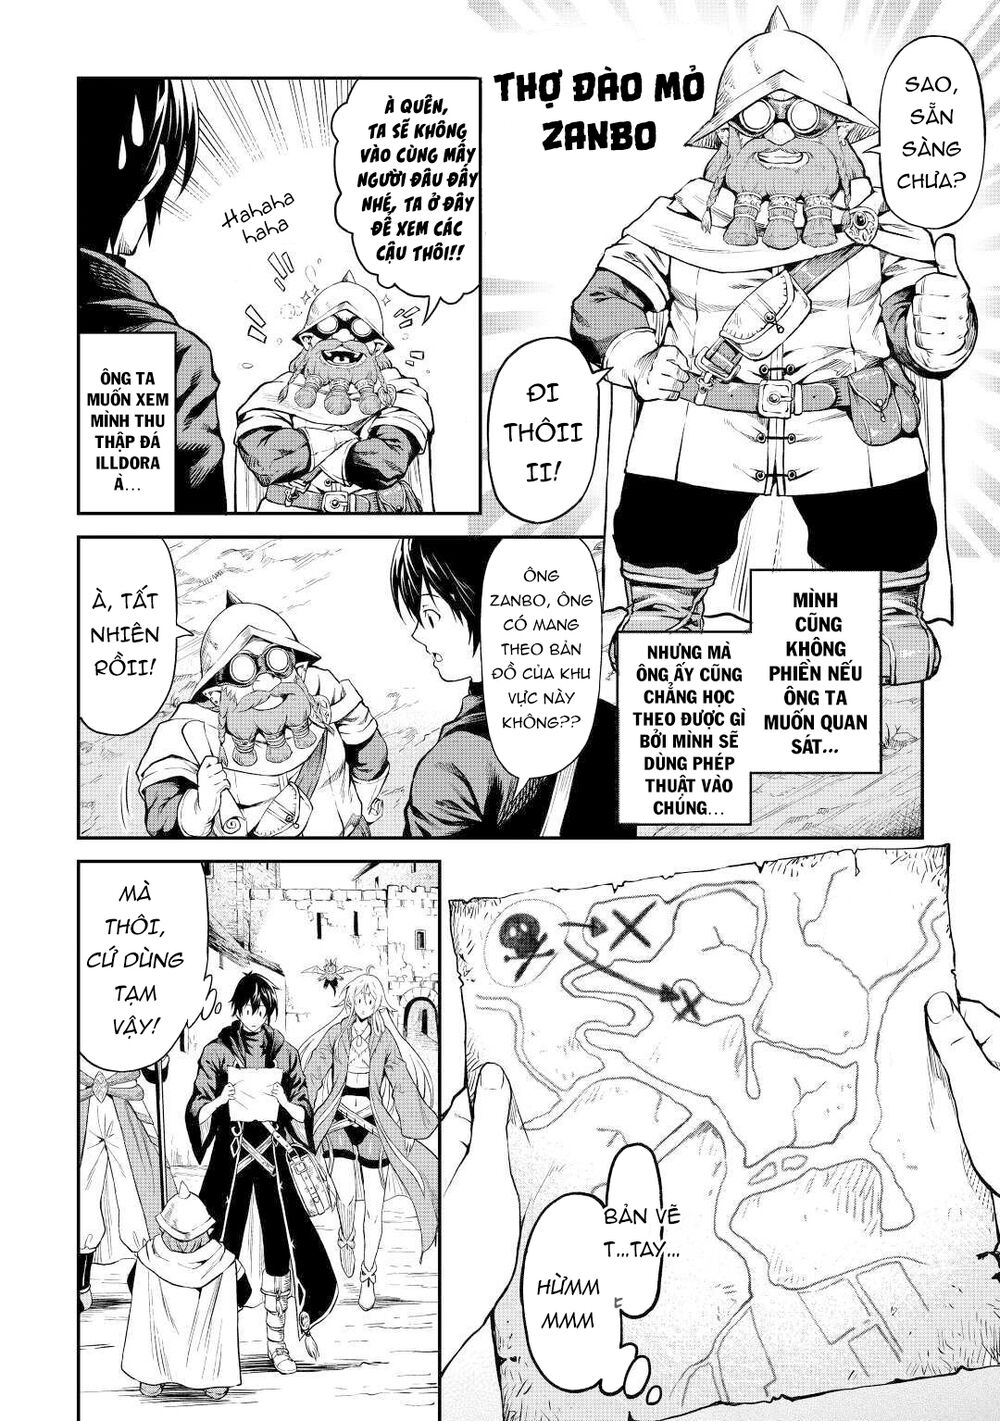 SAO,
SẴN
SÀNG
CHƯA?
THỢ ĐÀO MỎ
ZANBO
ĐI
THÔII
II!
À QUÊN,
TA SẼ KHÔNG
VÀO CÙNG MẤY
NGƯỜI ĐÂU ĐẤY
NHÉ, TA Ở ĐÂY
ĐỂ XEM CÁC
CẬU THÔI!!
Hahaha
haha
ÔNG TA
MUỐN XEM
MÌNH THU
THẬP ĐÁ
ILLDORA
À...
MÌNH
CŨNG
KHÔNG
PHIỀN NẾU
ÔNG TA
MUỐN QUAN
SÁT...
NHƯNG MÀ
ÔNG ẤY CŨNG
CHẲNG HỌC
THEO ĐƯỢC GÌ
BỞI MÌNH SẼ
DÙNG PHÉP
THUẬT VÀO
CHÚNG...
ÔNG
ZANBO, ÔNG
CÓ MANG
THEO BẢN
ĐỒ CỦA KHU
VỰC NÀY
KHÔNG??
À, TẤT
NHIÊN
RỒII!
BẢN VẼ
T...TAY...
HỪMM
MMM
MÀ
THÔI,
CỨ DÙNG
TẠM
VẬY!